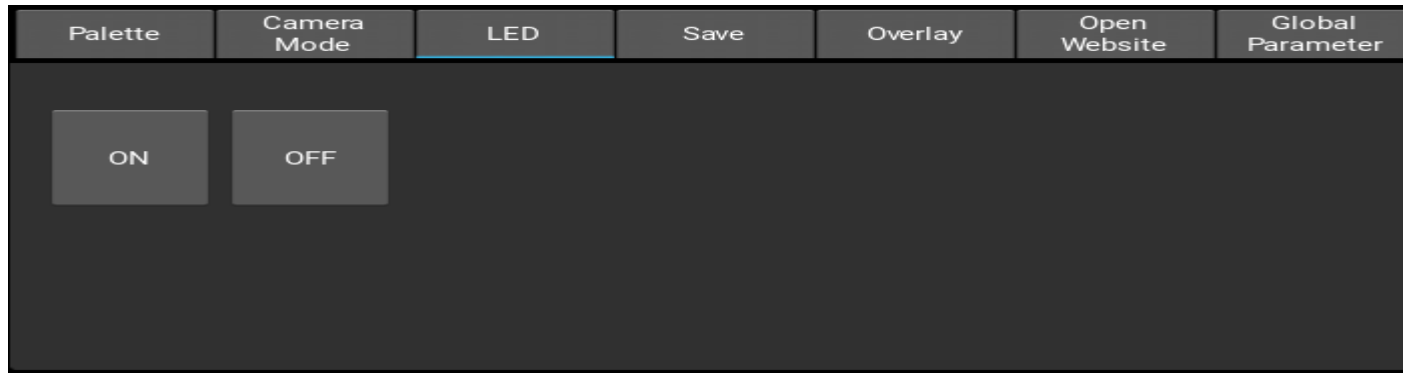 Palette
Camera
Mode
LED
Save
Overlay
Open
Website
Global
Parameter
ON
OFF